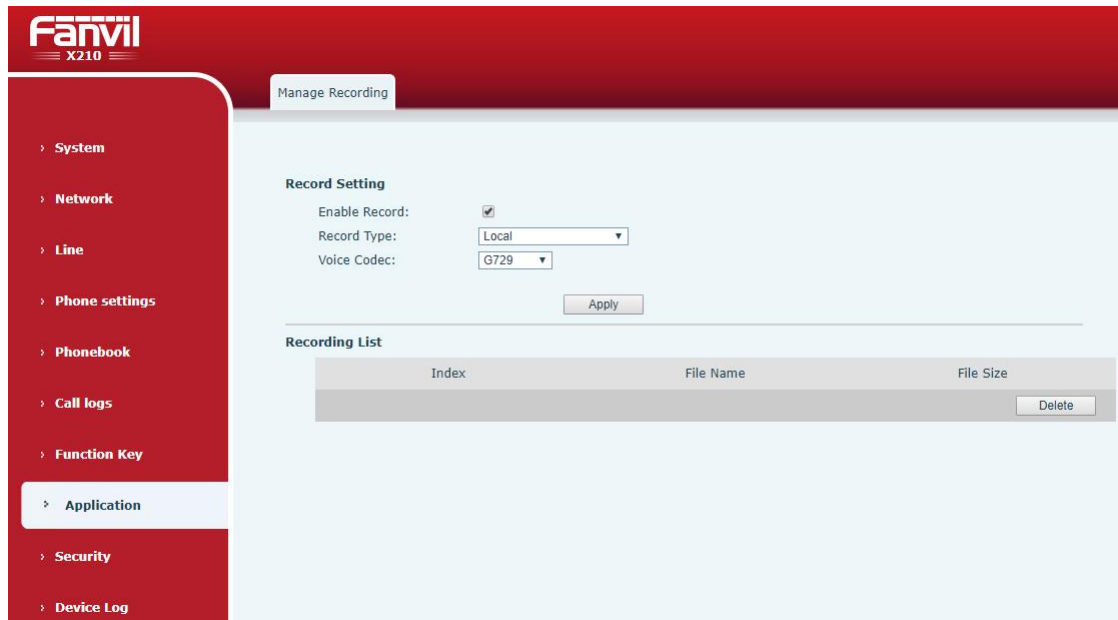 Fanvil
X210
Manage Recording
System
Network
Line
Phone settings
Phonebook
Call logs
Function Key
Application
Security
Device Log
Record Setting
Enable Record:
Record Type: Local
Voice Codec: G729
Apply
Recording List
Index File Name File Size
Delete